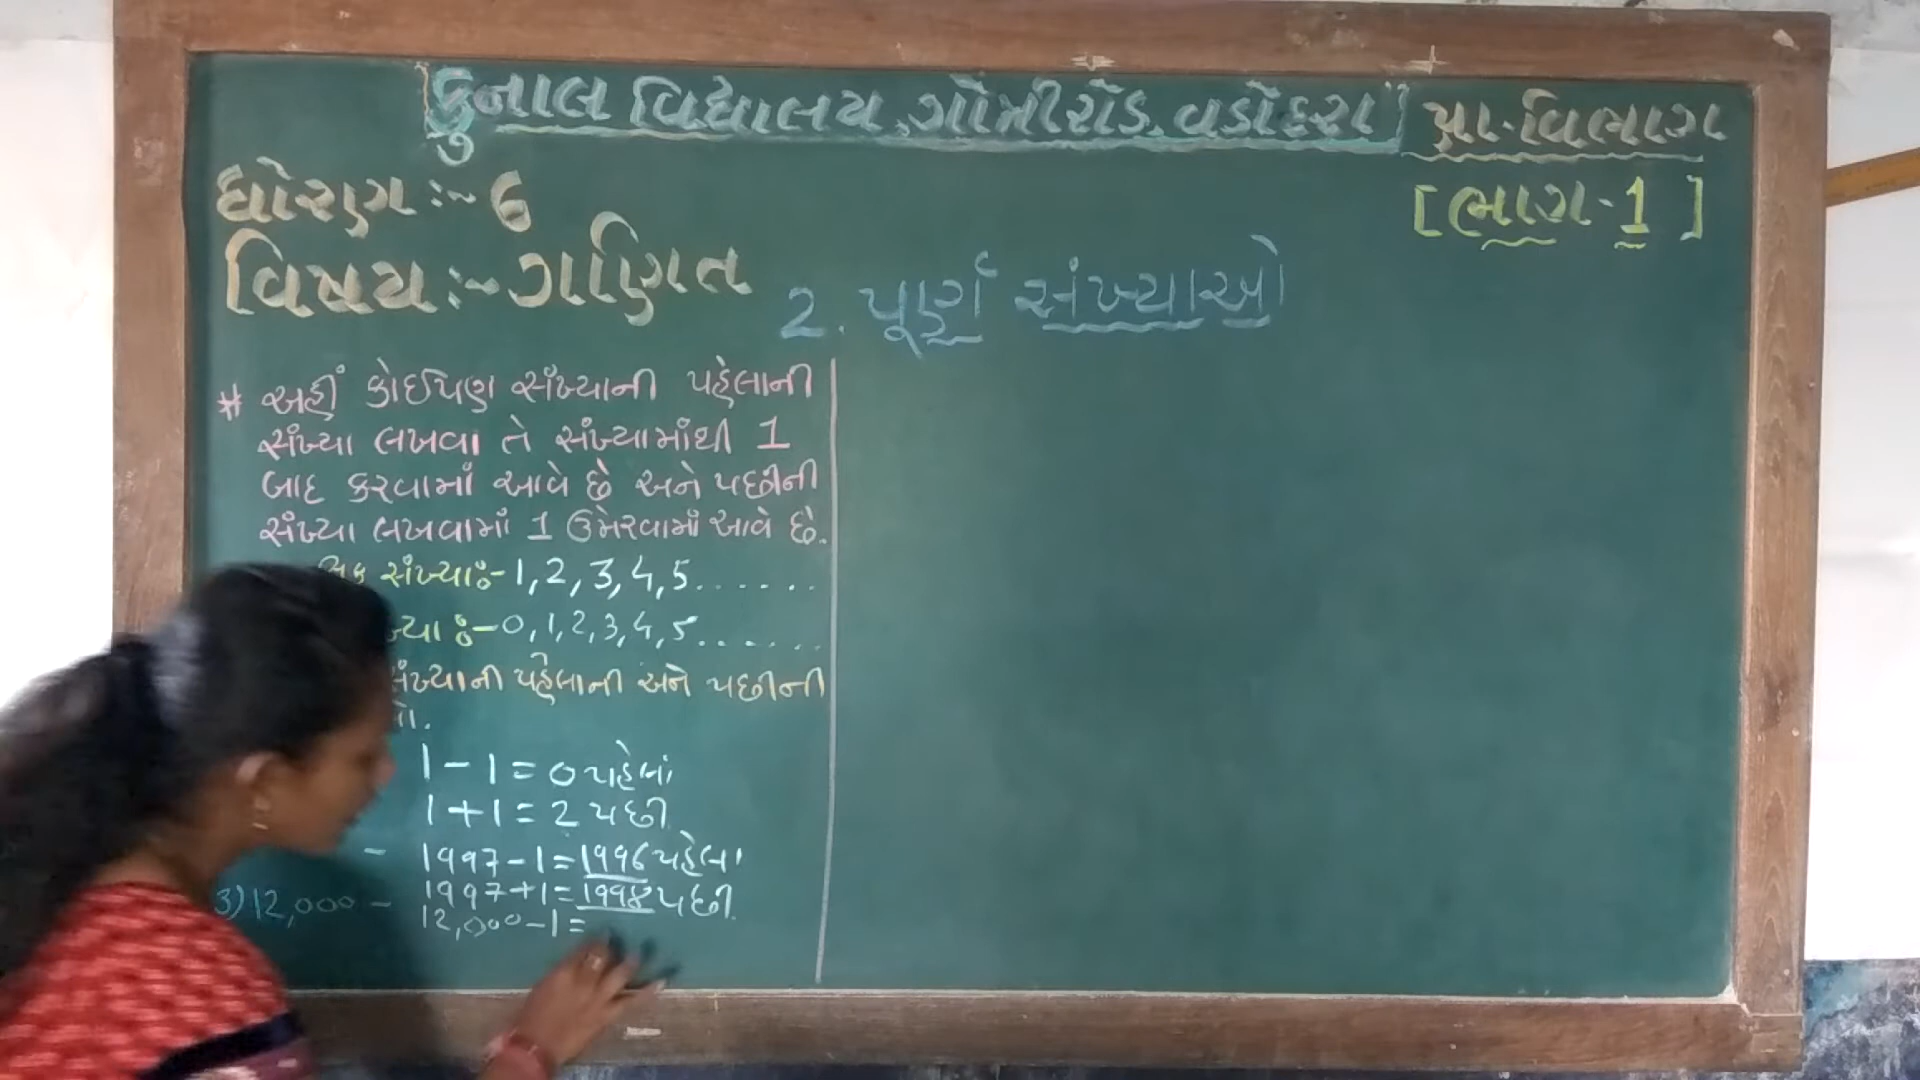 કુનાલ વિદ્યાલય, ગોત્રીરોડ. વડોદરા પ્રા-વિભાગ
[ભાગ-1]
ધોરણ:- 6
વિષય:- ગણિત
2. પૂર્ણ સંખ્યાઓ
* અહીં કોઈપણ સંખ્યાની પહેલાની
સંખ્યા લખવા તે સંખ્યામાંથી 1
બાદ કરવામાં આવે છે અને પછીની
સંખ્યા લખવામાં 1 ઉમેરવામાં આવે છે.
સંખ્યા:- 1, 2, 3, 4, 5......
:- 0, 1, 2, 3, 4, 5......
સંખ્યાની પહેલાની અને પછીની
1 - 1 = 0 પહેલાં
1 + 1 = 2 પછી
- 1997 - 1 = 1996 પહેલાં
1997 + 1 = 1998 પછી
3) 12,000 - 12,000 - 1 =